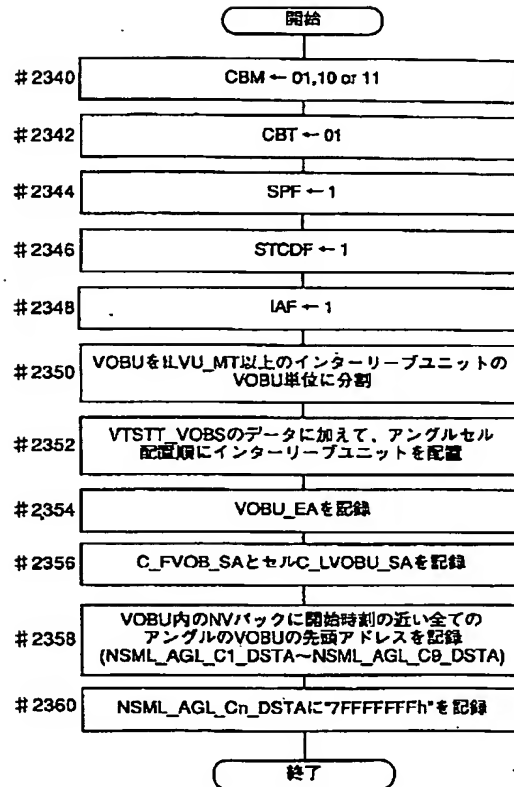 開始
#2340
CBM ← 01,10 or 11
#2342
CBT ← 01
#2344
SPF ← 1
#2346
STCDF ← 1
#2348
IAF ← 1
#2350
VOBUをILVU_MT以上のインターリーブユニットの
VOBU単位に分割
#2352
VTSTT_VOBSのデータに加えて、アングルセル
配置順にインターリーブユニットを配置
#2354
VOBU_EAを記録
#2356
C_FVOB_SAとセルC_LVOBU_SAを記録
#2358
VOBU内のNVパックに開始時刻の近い全ての
アングルのVOBUの先頭アドレスを記録
(NSML_AGL_C1_DSTA～NSML_AGL_C9_DSTA)
#2360
NSML_AGL_Cn_DSTAに"7FFFFFFFh"を記録
終了